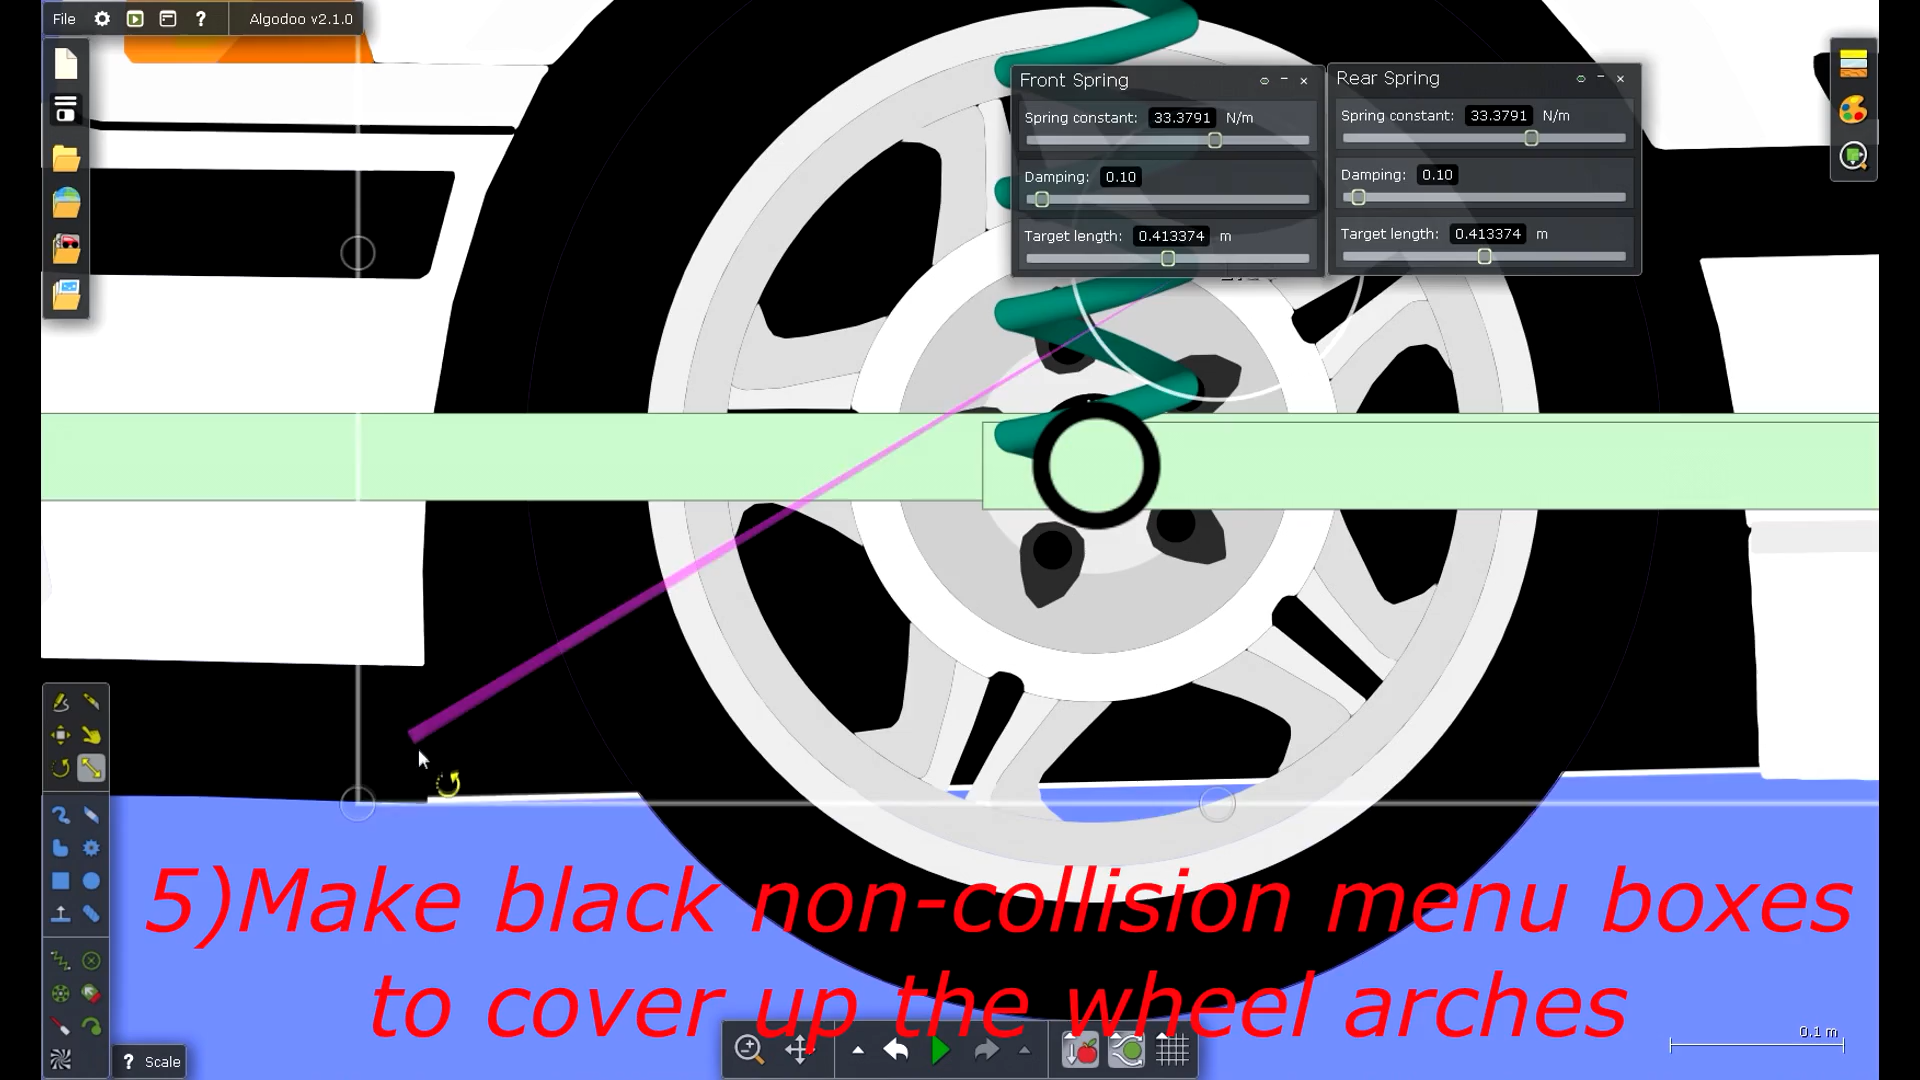 File ? Algodoo v2.1.0
Front Spring
Spring constant: 33.3791 N/m
Damping: 0.10
Target length: 0.413374 m
Rear Spring
Spring constant: 33.3791 N/m
Damping: 0.10
Target length: 0.413374 m
5)Make black non-collision menu boxes
to cover up the wheel arches
? Scale
0.1 m